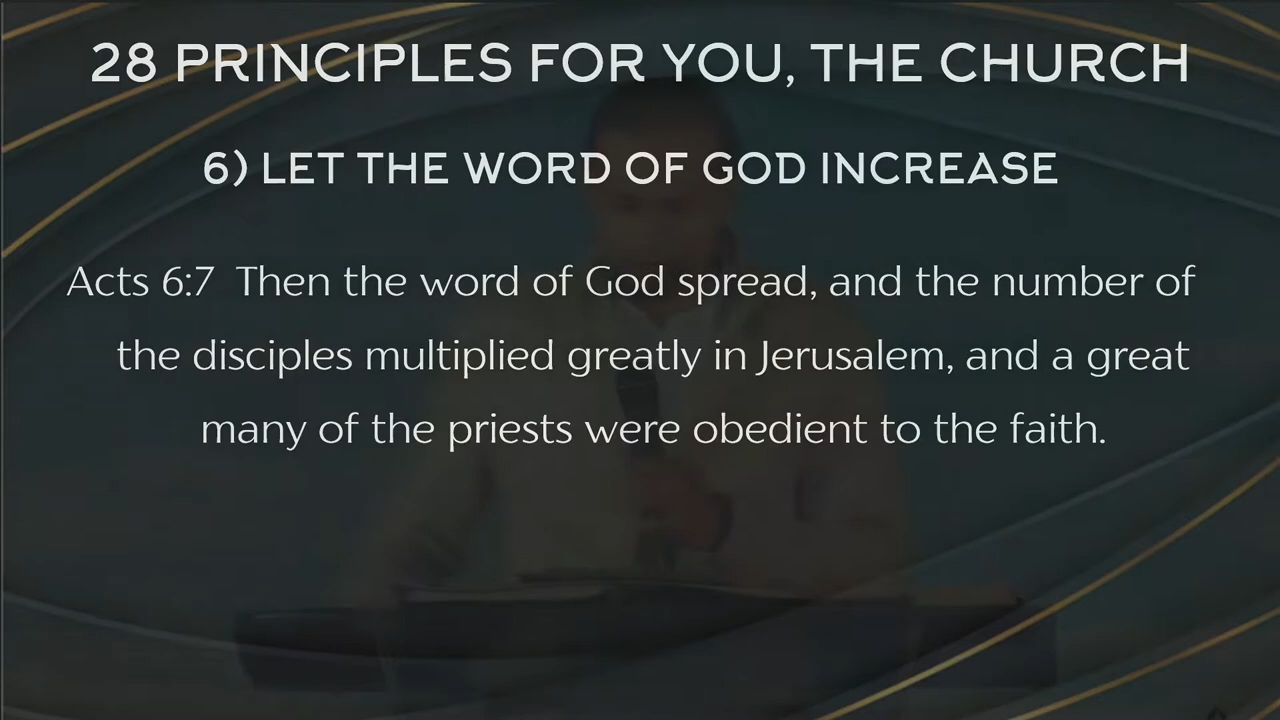 28 PRINCIPLES FOR YOU, THE CHURCH
6) LET THE WORD OF GOD INCREASE
Acts 6:7 Then the word of God spread, and the number of
the disciples multiplied greatly in Jerusalem, and a great
many of the priests were obedient to the faith.